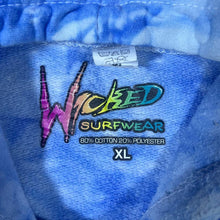 WICKED
SURFWEAR
80% COTTON 20% POLYESTER
XL